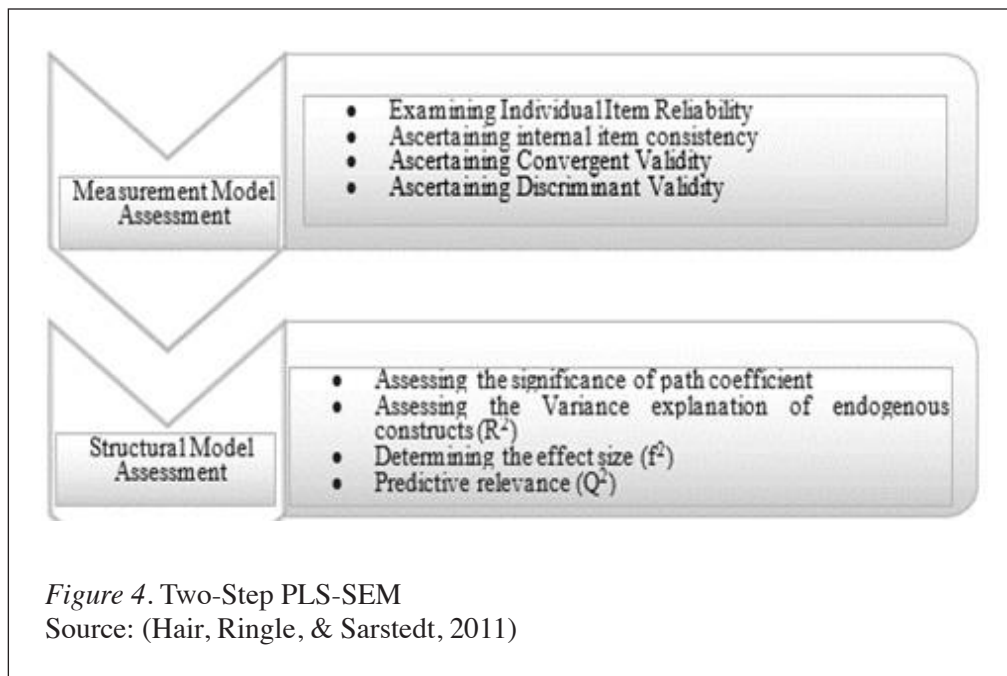 Measurement Model
Assessment
• Examining Individual Item Reliability
• Ascertaining internal item consistency
• Ascertaining Convergent Validity
• Ascertaining Discriminant Validity
Structural Model
Assessment
• Assessing the significance of path coefficient
• Assessing the Variance explanation of endogenous
constructs (R²)
• Determining the effect size (f²)
• Predictive relevance (Q²)
Figure 4. Two-Step PLS-SEM
Source: (Hair, Ringle, & Sarstedt, 2011)